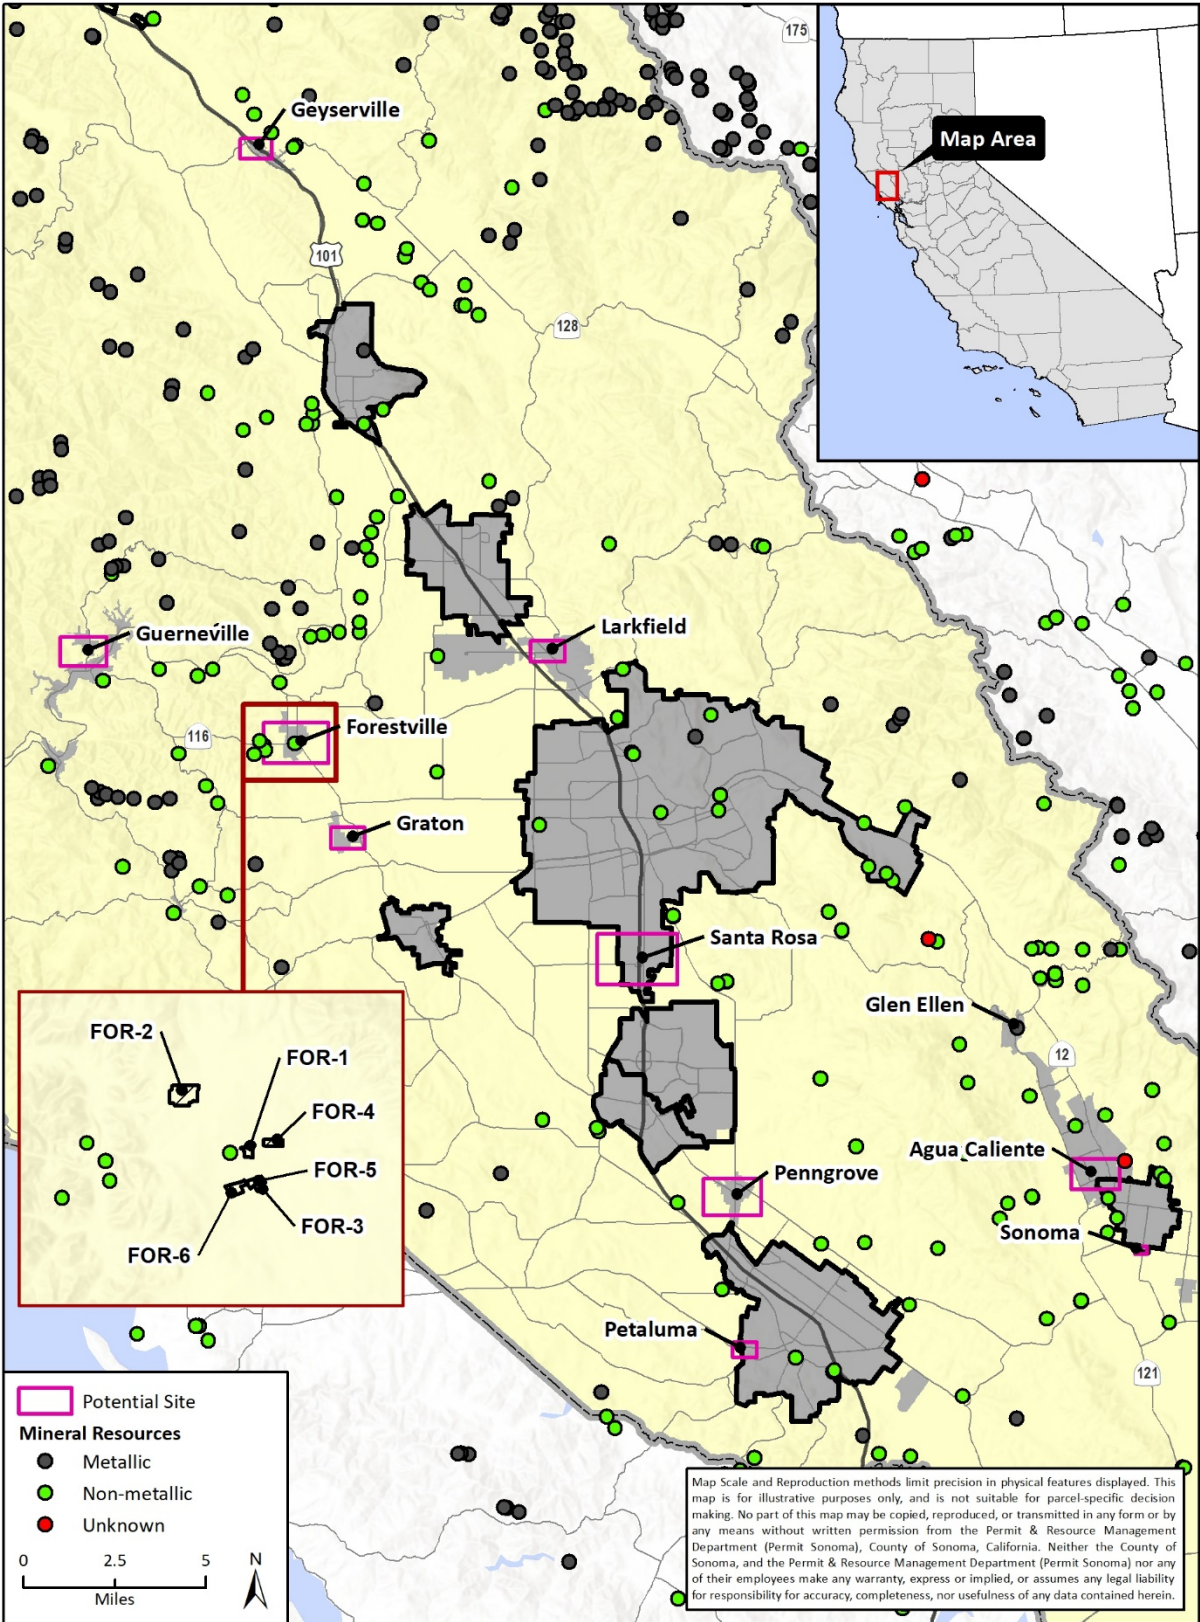 175
Map Area
Geyserville
101
128
Guerneville
Larkfield
116
Forestville
Graton
Santa Rosa
Glen Ellen
12
FOR-2
FOR-1
FOR-4
FOR-5
FOR-3
FOR-6
Agua Caliente
Penngrove
Sonoma
Petaluma
121
Potential Site
Mineral Resources
Metallic
Non-metallic
Unknown
0 2.5 5
Miles
N
Map Scale and Reproduction methods limit precision in physical features displayed. This
map is for illustrative purposes only, and is not suitable for parcel-specific decision
making. No part of this map may be copied, reproduced, or transmitted in any form or by
any means without written permission from the Permit & Resource Management
Department (Permit Sonoma), County of Sonoma, California. Neither the County of
Sonoma, and the Permit & Resource Management Department (Permit Sonoma) nor any
of their employees make any warranty, express or implied, or assumes any legal liability
for responsibility for accuracy, completeness, nor usefulness of any data contained herein.